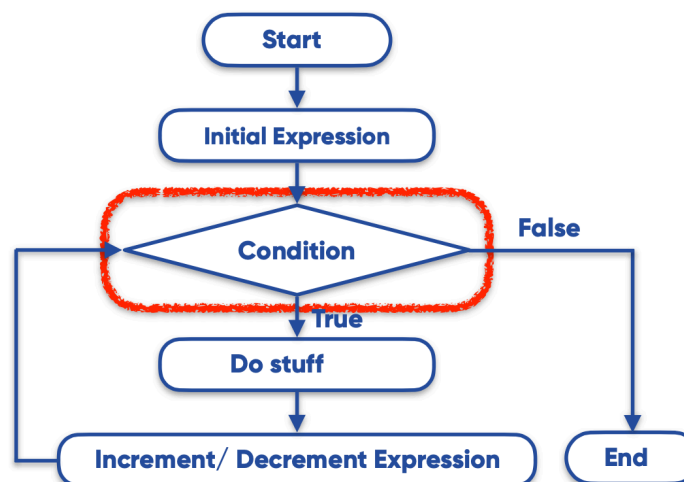 Start
Initial Expression
Condition
False
True
Do stuff
Increment/ Decrement Expression
End